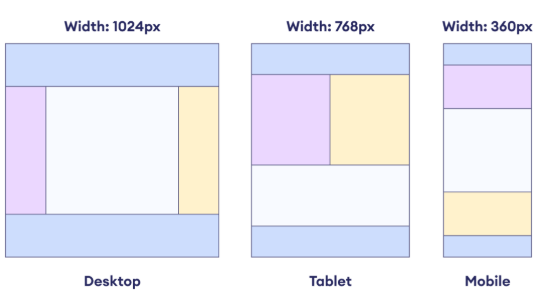 Width: 1024px
Width: 768px
Width: 360px
Desktop
Tablet
Mobile